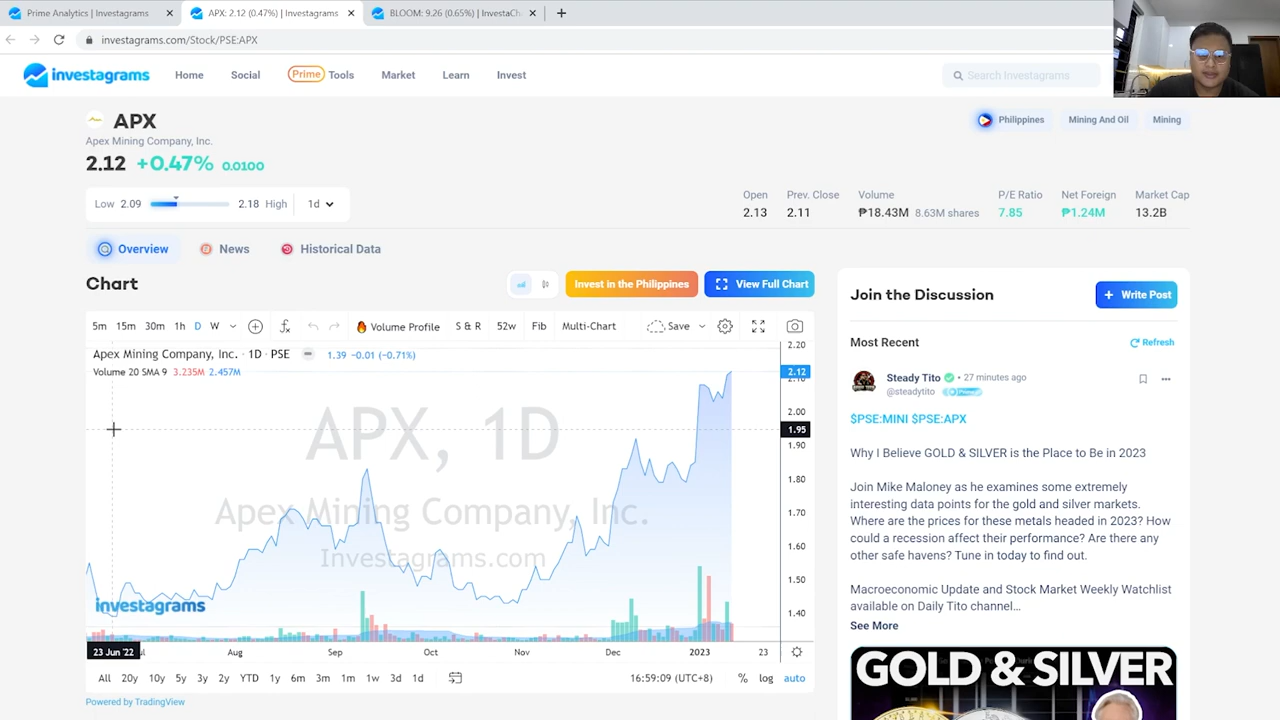 Prime Analytics | Investagrams
APX: 2.12 (0.47%) | Investagrams
BLOOM: 9.26 (0.65%) | InvestaCh
investagrams.com/Stock/PSE:APX
investagrams
Home
Social
Prime Tools
Market
Learn
Invest
Search Investagrams
APX
Apex Mining Company, Inc.
2.12 +0.47% 0.0100
Philippines
Mining And Oil
Mining
Low 2.09
2.18 High
1d
Open
Prev. Close
Volume
P/E Ratio
Net Foreign
Market Cap
2.13
2.11
₱18.43M 8.63M shares
7.85
₱1.24M
13.2B
Overview
News
Historical Data
Chart
Invest in the Philippines
View Full Chart
5m 15m 30m 1h D W
Volume Profile
S & R
52w
Fib
Multi-Chart
Save
Apex Mining Company, Inc. · 1D · PSE
1.39 −0.01 (−0.71%)
Volume 20 SMA 9 3.235M 2.457M
APX, 1D
Apex Mining Company, Inc.
Investagrams.com
investagrams
2.20
2.12
2.10
2.00
1.95
1.90
1.80
1.70
1.60
1.50
1.40
23 Jun '22
Aug
Sep
Oct
Nov
Dec
2023
23
All 20y 10y 5y 3y 2y YTD 1y 6m 3m 1m 1w 3d 1d
16:59:09 (UTC+8)
% log auto
Powered by TradingView
Join the Discussion
+ Write Post
Most Recent
Refresh
Steady Tito · 27 minutes ago
@steadytito
$PSE:MINI $PSE:APX
Why I Believe GOLD & SILVER is the Place to Be in 2023
Join Mike Maloney as he examines some extremely
interesting data points for the gold and silver markets.
Where are the prices for these metals headed in 2023? How
could a recession affect their performance? Are there any
other safe havens? Tune in today to find out.
Macroeconomic Update and Stock Market Weekly Watchlist
available on Daily Tito channel...
See More
GOLD & SILVER